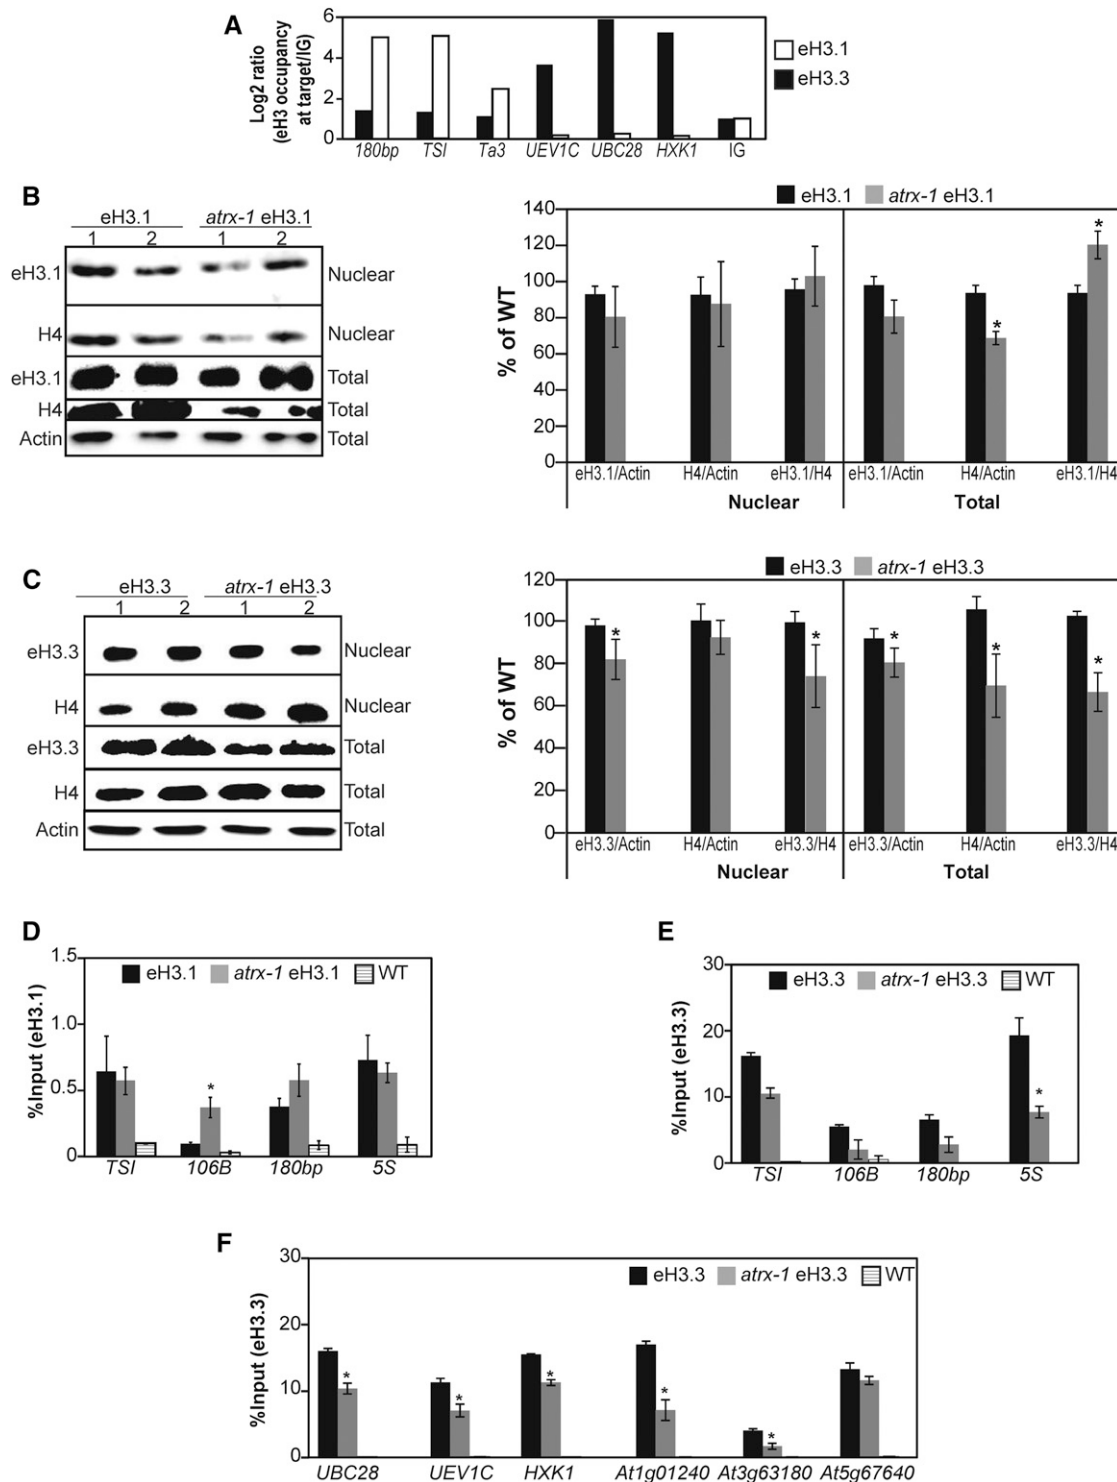 A
Log2 ratio
(eH3 occupancy
at target/IG)
6
4
2
0
180bp TSI Ta3 UEV1C UBC28 HXK1 IG
eH3.1
eH3.3
B
eH3.1 atrx-1 eH3.1
1 2 1 2
eH3.1 Nuclear
H4 Nuclear
eH3.1 Total
H4 Total
Actin Total
eH3.1 atrx-1 eH3.1
% of WT
140
120
100
80
60
40
20
0
* *
eH3.1/Actin H4/Actin eH3.1/H4 eH3.1/Actin H4/Actin eH3.1/H4
Nuclear Total
C
eH3.3 atrx-1 eH3.3
1 2 1 2
eH3.3 Nuclear
H4 Nuclear
eH3.3 Total
H4 Total
Actin Total
eH3.3 atrx-1 eH3.3
% of WT
120
100
80
60
40
20
0
* * * * *
eH3.3/Actin H4/Actin eH3.3/H4 eH3.3/Actin H4/Actin eH3.3/H4
Nuclear Total
D
%Input (eH3.1)
1.5
1.0
0.5
0
eH3.1 atrx-1 eH3.1 WT
*
TSI 106B 180bp 5S
E
%Input (eH3.3)
30
20
10
0
eH3.3 atrx-1 eH3.3 WT
*
TSI 106B 180bp 5S
F
%Input (eH3.3)
30
20
10
0
eH3.3 atrx-1 eH3.3 WT
* * * * *
UBC28 UEV1C HXK1 At1g01240 At3g63180 At5g67640